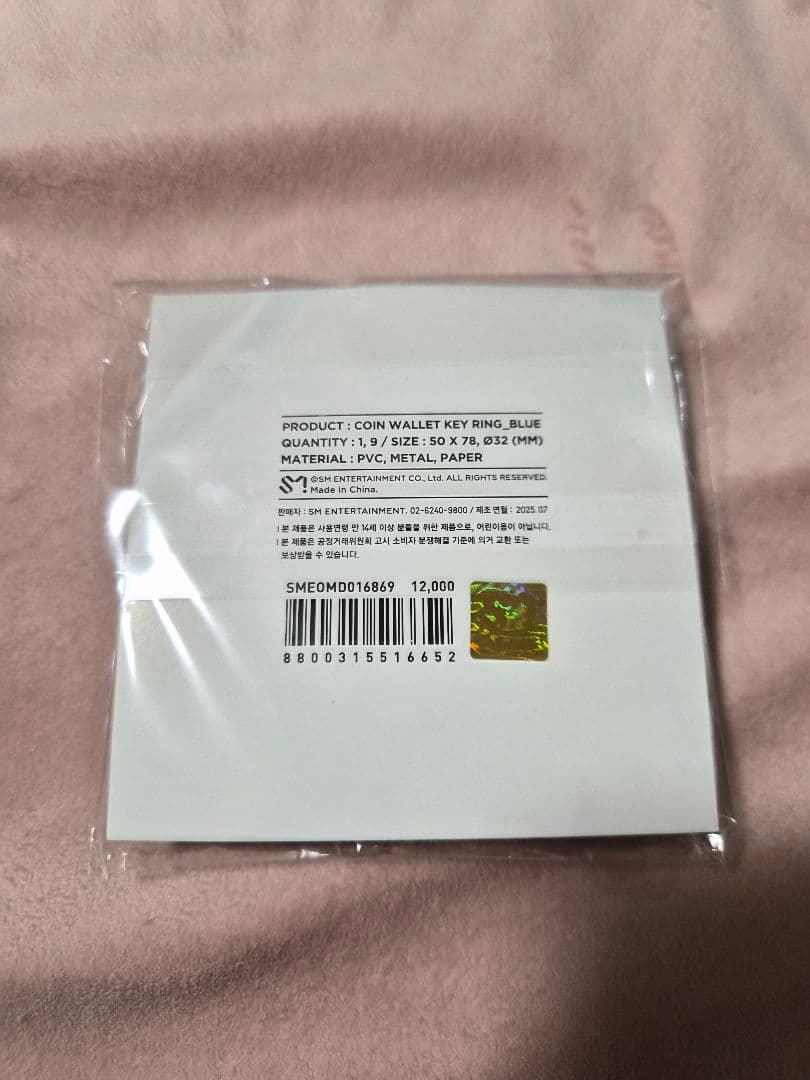 PRODUCT : COIN WALLET KEY RING_BLUE
QUANTITY : 1, 9 / SIZE : 50 X 78, Ø32 (MM)
MATERIAL : PVC, METAL, PAPER
SM! ©SM ENTERTAINMENT CO., Ltd. ALL RIGHTS RESERVED.
Made in China.
판매자 : SM ENTERTAINMENT. 02-6240-9800 / 제조 연월 : 2025. 07
l 본 제품은 사용연령 만 14세 이상 분들을 위한 제품으로, 어린이용이 아닙니다.
l 본 제품은 공정거래위원회 고시 소비자 분쟁해결 기준에 의거 교환 또는
보상받을 수 있습니다.
SMEOMD016869 12,000
8800315516652